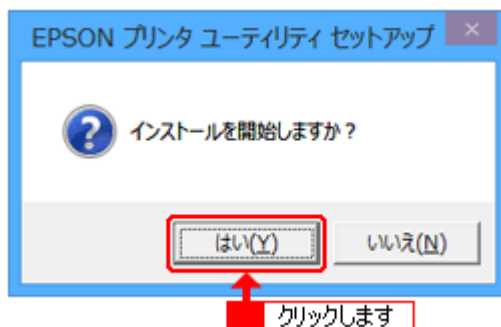 EPSON プリンタ ユーティリティ セットアップ
インストールを開始しますか？
はい(Y) いいえ(N)
クリックします